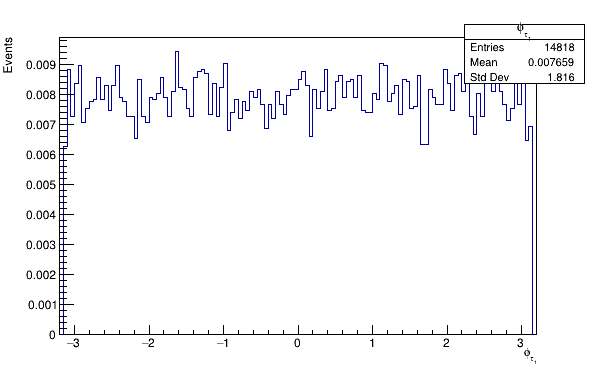 ϕ_τ₁
Entries 14818
Mean 0.007659
Std Dev 1.816
Events
0.009
0.008
0.007
0.006
0.005
0.004
0.003
0.002
0.001
0
−3 −2 −1 0 1 2 3
ϕ_τ₁